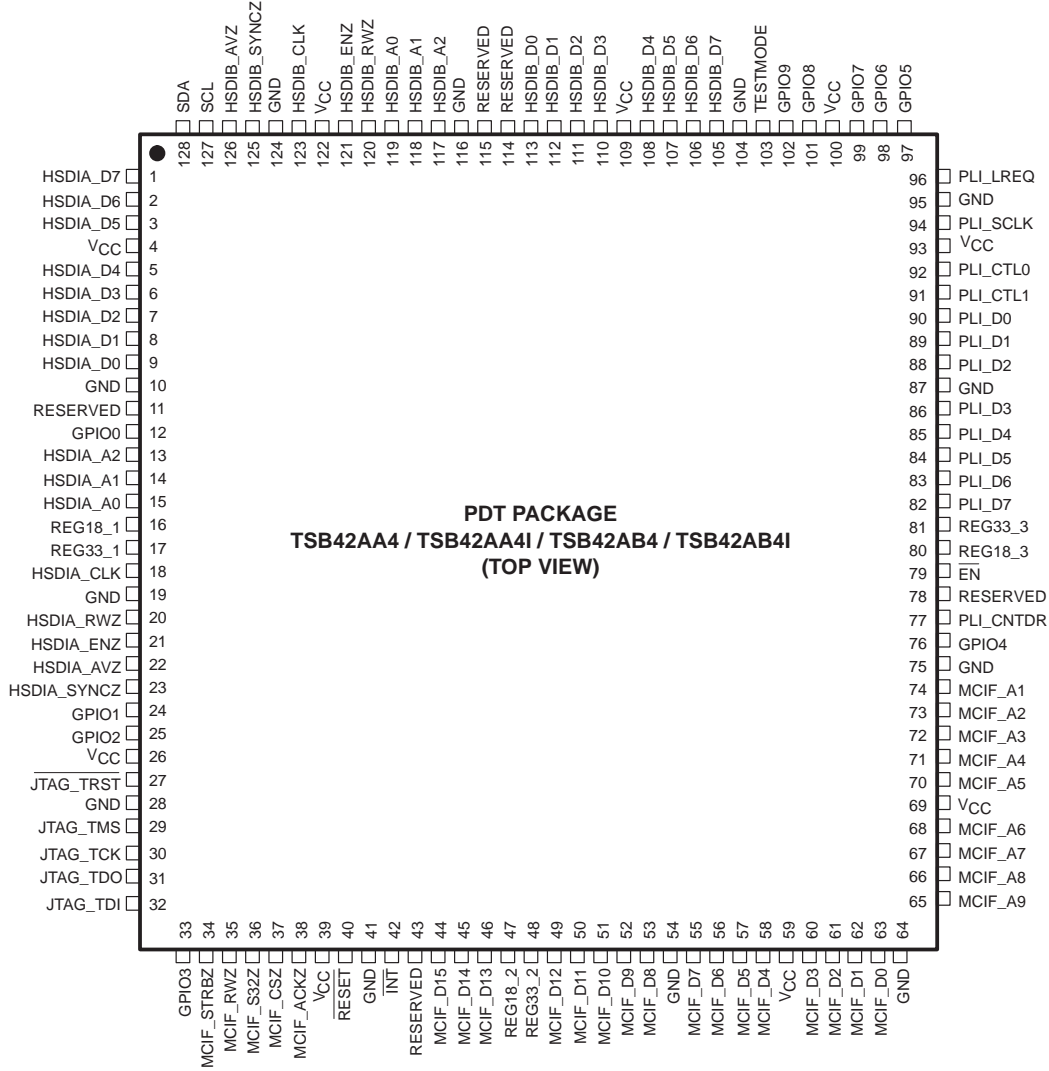 SDA
SCL
HSDIB_AVZ
HSDIB_SYNCZ
GND
HSDIB_CLK
VCC
HSDIB_ENZ
HSDIB_RWZ
HSDIB_A0
HSDIB_A1
HSDIB_A2
GND
RESERVED
RESERVED
HSDIB_D0
HSDIB_D1
HSDIB_D2
HSDIB_D3
VCC
HSDIB_D4
HSDIB_D5
HSDIB_D6
HSDIB_D7
GND
TESTMODE
GPIO9
GPIO8
VCC
GPIO7
GPIO6
GPIO5
128
127
126
125
124
123
122
121
120
119
118
117
116
115
114
113
112
111
110
109
108
107
106
105
104
103
102
101
100
99
98
97
HSDIA_D7 1
HSDIA_D6 2
HSDIA_D5 3
VCC 4
HSDIA_D4 5
HSDIA_D3 6
HSDIA_D2 7
HSDIA_D1 8
HSDIA_D0 9
GND 10
RESERVED 11
GPIO0 12
HSDIA_A2 13
HSDIA_A1 14
HSDIA_A0 15
REG18_1 16
REG33_1 17
HSDIA_CLK 18
GND 19
HSDIA_RWZ 20
HSDIA_ENZ 21
HSDIA_AVZ 22
HSDIA_SYNCZ 23
GPIO1 24
GPIO2 25
VCC 26
JTAG_TRST 27
GND 28
JTAG_TMS 29
JTAG_TCK 30
JTAG_TDO 31
JTAG_TDI 32
PDT PACKAGE
TSB42AA4 / TSB42AA4I / TSB42AB4 / TSB42AB4I
(TOP VIEW)
96 PLI_LREQ
95 GND
94 PLI_SCLK
93 VCC
92 PLI_CTL0
91 PLI_CTL1
90 PLI_D0
89 PLI_D1
88 PLI_D2
87 GND
86 PLI_D3
85 PLI_D4
84 PLI_D5
83 PLI_D6
82 PLI_D7
81 REG33_3
80 REG18_3
79 EN
78 RESERVED
77 PLI_CNTDR
76 GPIO4
75 GND
74 MCIF_A1
73 MCIF_A2
72 MCIF_A3
71 MCIF_A4
70 MCIF_A5
69 VCC
68 MCIF_A6
67 MCIF_A7
66 MCIF_A8
65 MCIF_A9
33
34
35
36
37
38
39
40
41
42
43
44
45
46
47
48
49
50
51
52
53
54
55
56
57
58
59
60
61
62
63
64
GPIO3
MCIF_STRBZ
MCIF_RWZ
MCIF_S32Z
MCIF_CSZ
MCIF_ACKZ
VCC
RESET
GND
INT
RESERVED
MCIF_D15
MCIF_D14
MCIF_D13
REG18_2
REG33_2
MCIF_D12
MCIF_D11
MCIF_D10
MCIF_D9
MCIF_D8
GND
MCIF_D7
MCIF_D6
MCIF_D5
MCIF_D4
VCC
MCIF_D3
MCIF_D2
MCIF_D1
MCIF_D0
GND